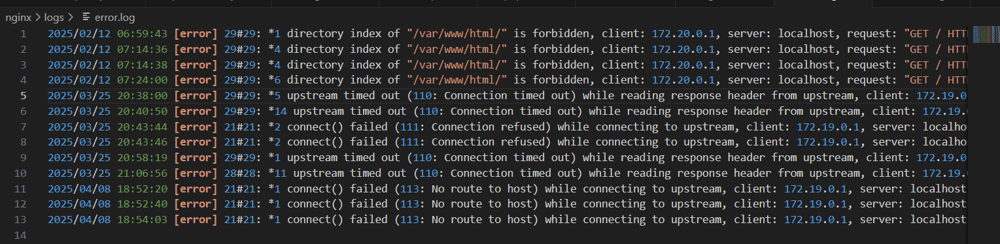 nginx > logs > error.log
1 2025/02/12 06:59:43 [error] 29#29: *1 directory index of "/var/www/html/" is forbidden, client: 172.20.0.1, server: localhost, request: "GET / HTT
2 2025/02/12 07:14:36 [error] 29#29: *4 directory index of "/var/www/html/" is forbidden, client: 172.20.0.1, server: localhost, request: "GET / HTT
3 2025/02/12 07:14:38 [error] 29#29: *4 directory index of "/var/www/html/" is forbidden, client: 172.20.0.1, server: localhost, request: "GET / HTT
4 2025/02/12 07:24:00 [error] 29#29: *6 directory index of "/var/www/html/" is forbidden, client: 172.20.0.1, server: localhost, request: "GET / HTT
5 2025/03/25 20:38:00 [error] 29#29: *5 upstream timed out (110: Connection timed out) while reading response header from upstream, client: 172.19.0
6 2025/03/25 20:40:50 [error] 29#29: *14 upstream timed out (110: Connection timed out) while reading response header from upstream, client: 172.19.
7 2025/03/25 20:43:44 [error] 21#21: *2 connect() failed (111: Connection refused) while connecting to upstream, client: 172.19.0.1, server: localho
8 2025/03/25 20:43:46 [error] 21#21: *2 connect() failed (111: Connection refused) while connecting to upstream, client: 172.19.0.1, server: localho
9 2025/03/25 20:58:19 [error] 29#29: *1 upstream timed out (110: Connection timed out) while reading response header from upstream, client: 172.19.0
10 2025/03/25 21:06:56 [error] 28#28: *11 upstream timed out (110: Connection timed out) while reading response header from upstream, client: 172.19.
11 2025/04/08 18:52:20 [error] 21#21: *1 connect() failed (113: No route to host) while connecting to upstream, client: 172.19.0.1, server: localhost
12 2025/04/08 18:52:40 [error] 21#21: *1 connect() failed (113: No route to host) while connecting to upstream, client: 172.19.0.1, server: localhost
13 2025/04/08 18:54:03 [error] 21#21: *1 connect() failed (113: No route to host) while connecting to upstream, client: 172.19.0.1, server: localhost
14